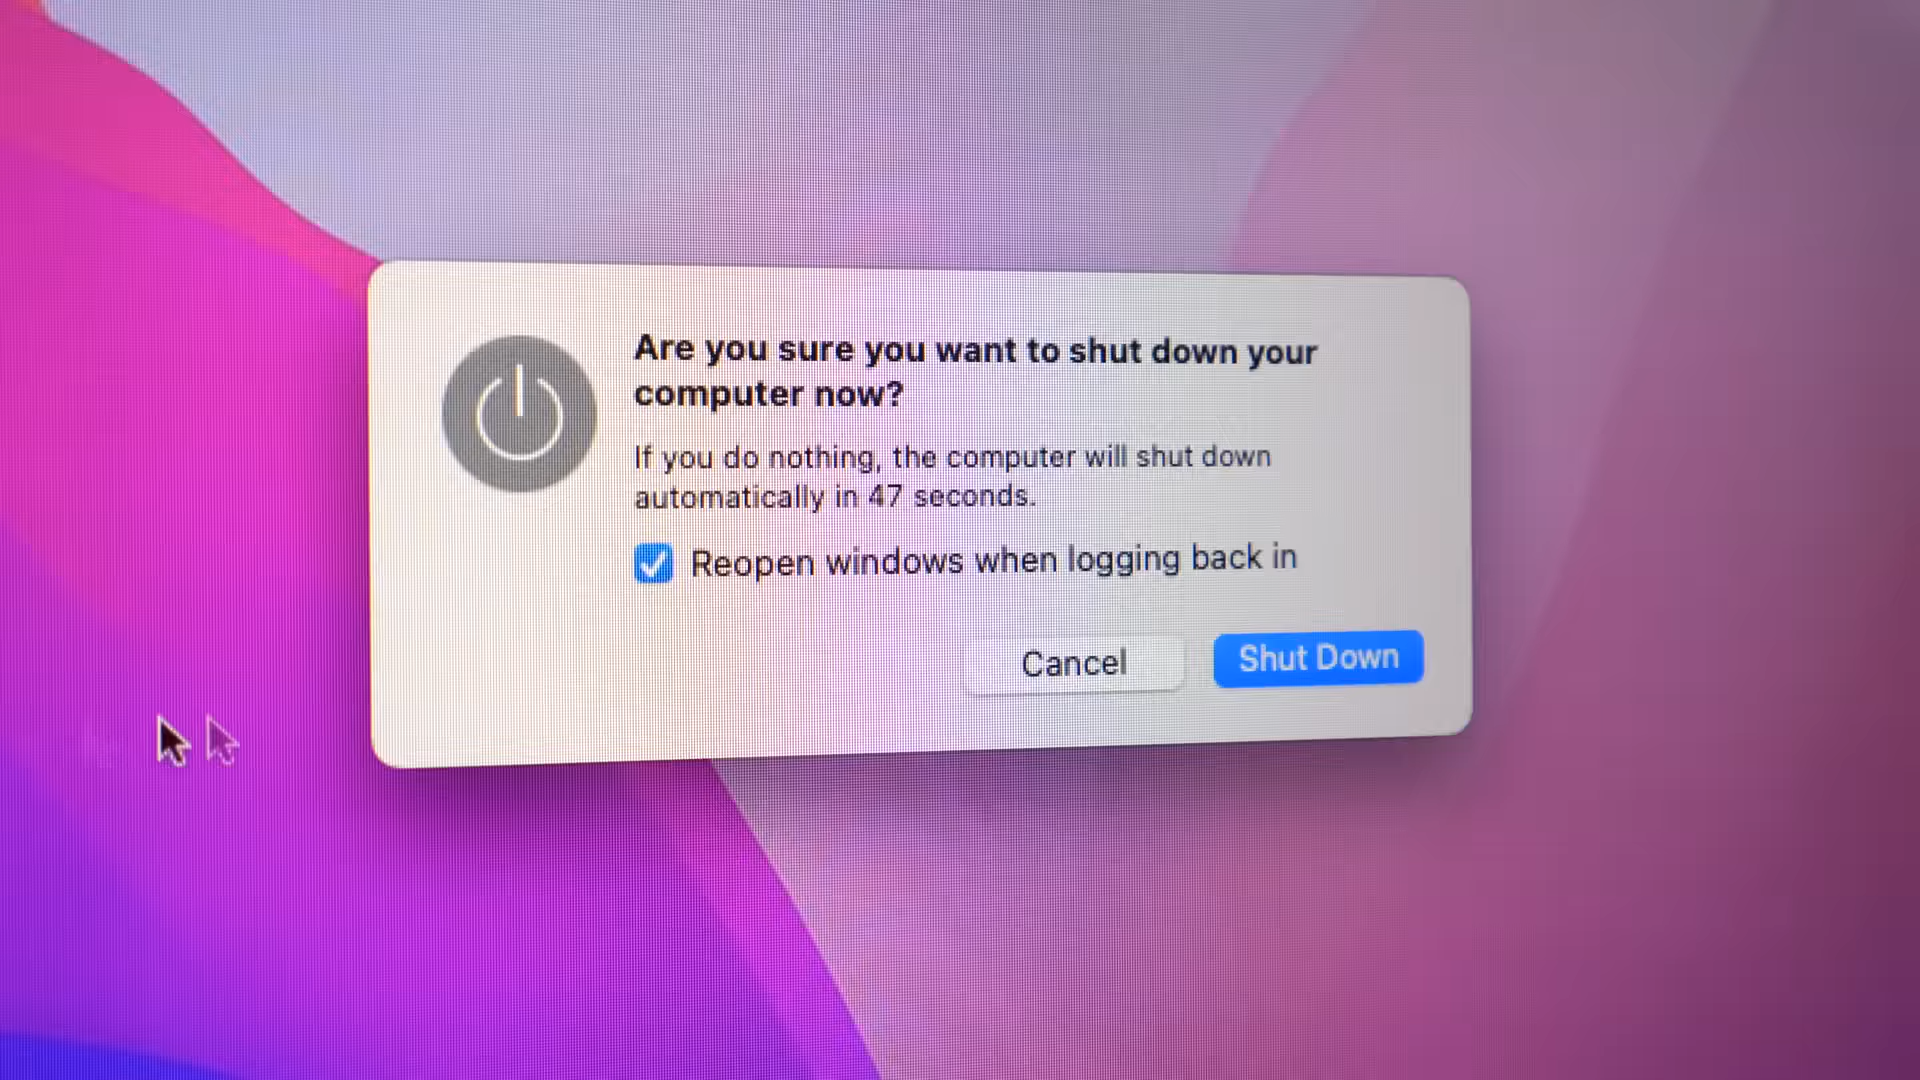 Are you sure you want to shut down your
computer now?
If you do nothing, the computer will shut down
automatically in 47 seconds.
Reopen windows when logging back in
Cancel
Shut Down